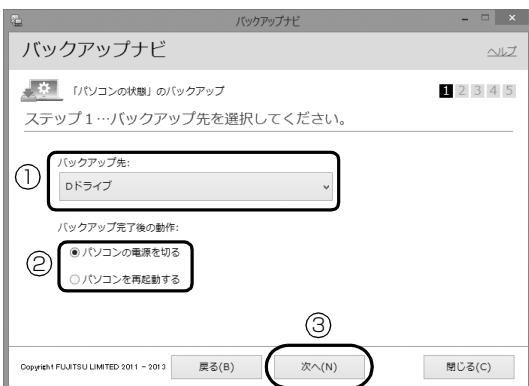 バックアップナビ
バックアップナビ
ヘルプ
「パソコンの状態」のバックアップ
1 2 3 4 5
ステップ1…バックアップ先を選択してください。
① バックアップ先:
Dドライブ
バックアップ完了後の動作:
② パソコンの電源を切る
パソコンを再起動する
③
Copyright FUJITSU LIMITED 2011 - 2013 戻る(B) 次へ(N) 閉じる(C)